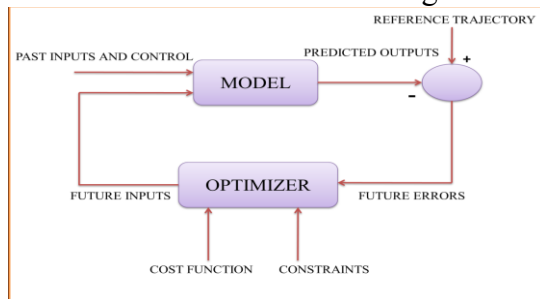 REFERENCE TRAJECTORY
PAST INPUTS AND CONTROL
PREDICTED OUTPUTS
+
MODEL
-
OPTIMIZER
FUTURE INPUTS
FUTURE ERRORS
COST FUNCTION
CONSTRAINTS